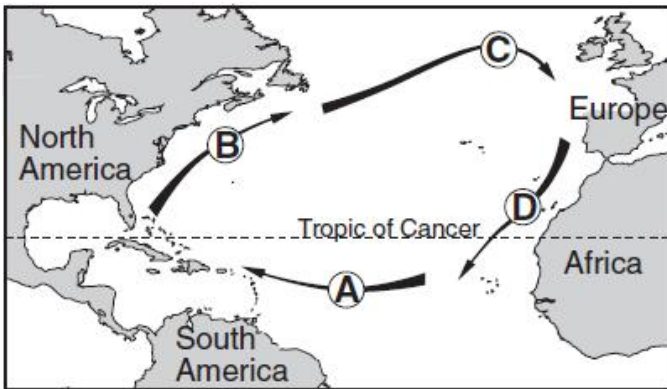 C
Europe
North
America
B
D
Tropic of Cancer
Africa
A
South
America